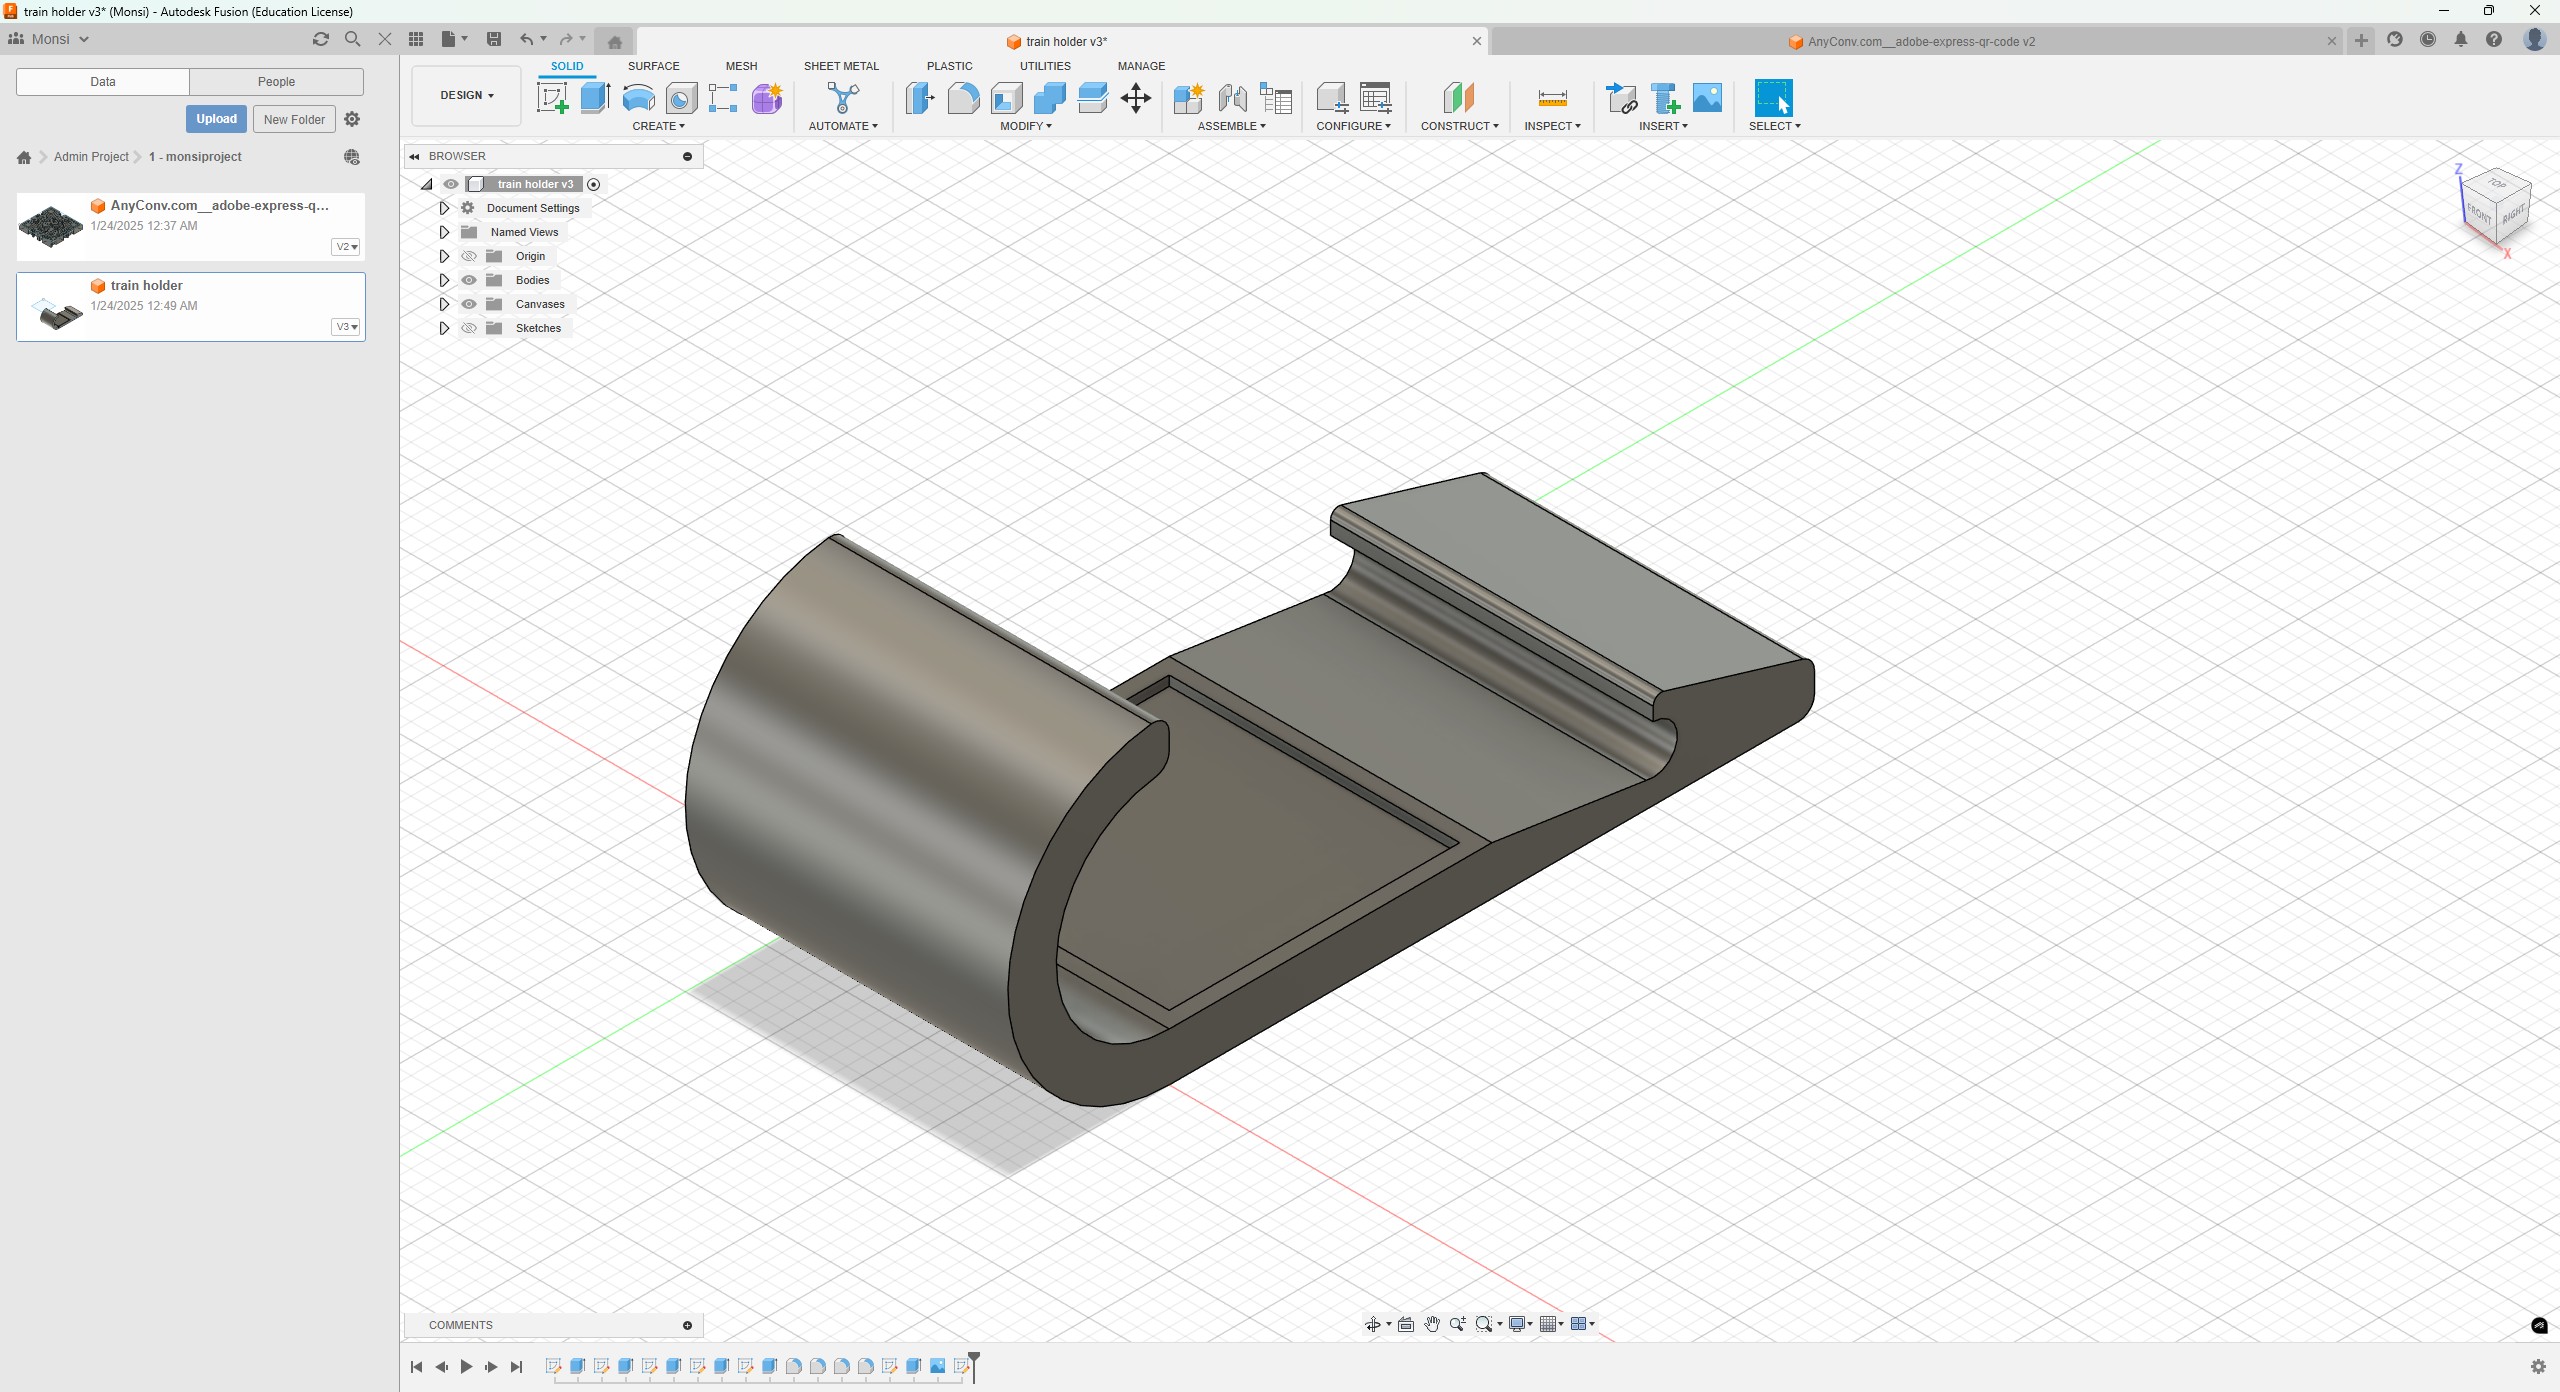 train holder v3* (Monsi) - Autodesk Fusion (Education License)
Monsi
train holder v3*
AnyConv.com__adobe-express-qr-code v2
Data
People
Upload
New Folder
Admin Project
1 - monsiproject
AnyConv.com__adobe-express-q...
1/24/2025 12:37 AM
V2
train holder
1/24/2025 12:49 AM
V3
DESIGN
SOLID
SURFACE
MESH
SHEET METAL
PLASTIC
UTILITIES
MANAGE
CREATE
AUTOMATE
MODIFY
ASSEMBLE
CONFIGURE
CONSTRUCT
INSPECT
INSERT
SELECT
BROWSER
train holder v3
Document Settings
Named Views
Origin
Bodies
Canvases
Sketches
Z
TOP
FRONT
RIGHT
X
COMMENTS